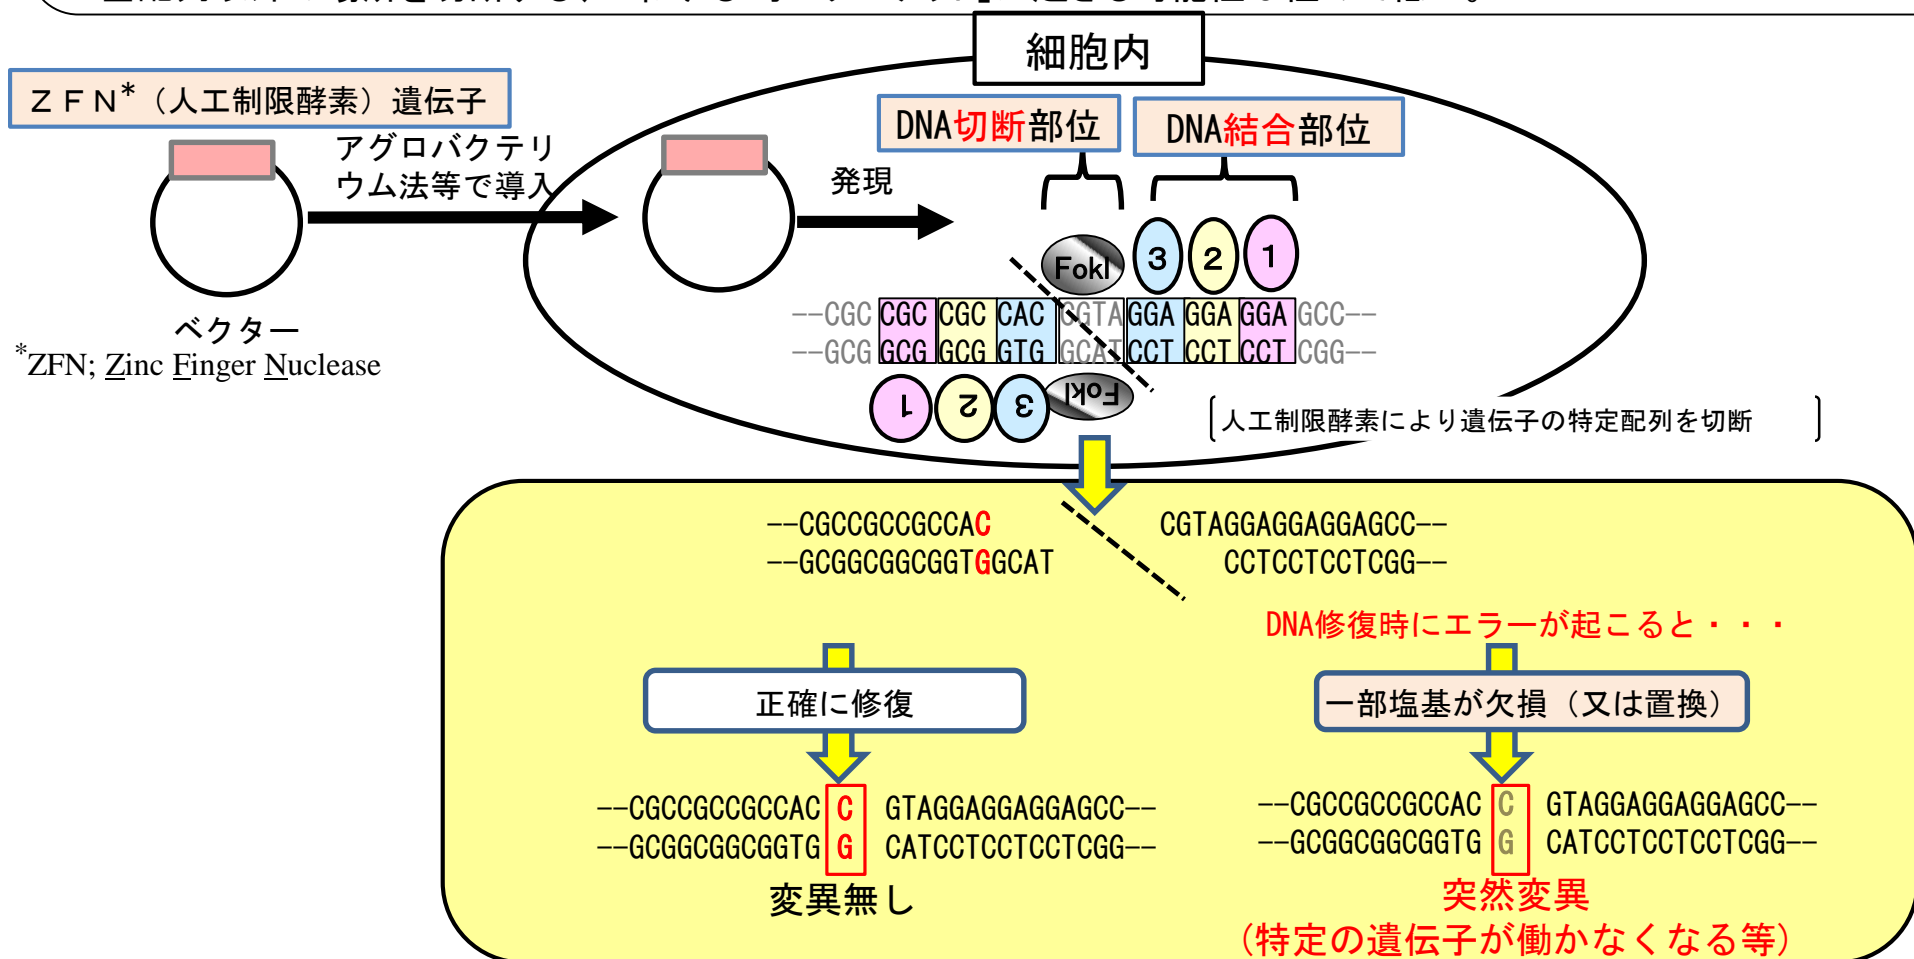 細胞内
ＺＦＮ*（人工制限酵素）遺伝子
アグロバクテリ
ウム法等で導入
発現
DNA切断部位
DNA結合部位
FokI
3
2
1
--CGC CGC CGC CAC CGTA GGA GGA GGA GCC--
--GCG GCG GCG GTG GCAT CCT CCT CCT CGG--
1
2
3
FokI
ベクター
*ZFN; Zinc Finger Nuclease
人工制限酵素により遺伝子の特定配列を切断
--CGCCGCCGCCAC
CGTAGGAGGAGGAGCC--
--GCGGCGGCGGTGGCAT
CCTCCTCCTCGG--
DNA修復時にエラーが起こると・・・
正確に修復
一部塩基が欠損（又は置換）
--CGCCGCCGCCAC C GTAGGAGGAGGAGCC--
--GCGGCGGCGGTG G CATCCTCCTCCTCGG--
変異無し
--CGCCGCCGCCAC C GTAGGAGGAGGAGCC--
--GCGGCGGCGGTG G CATCCTCCTCCTCGG--
突然変異
（特定の遺伝子が働かなくなる等）